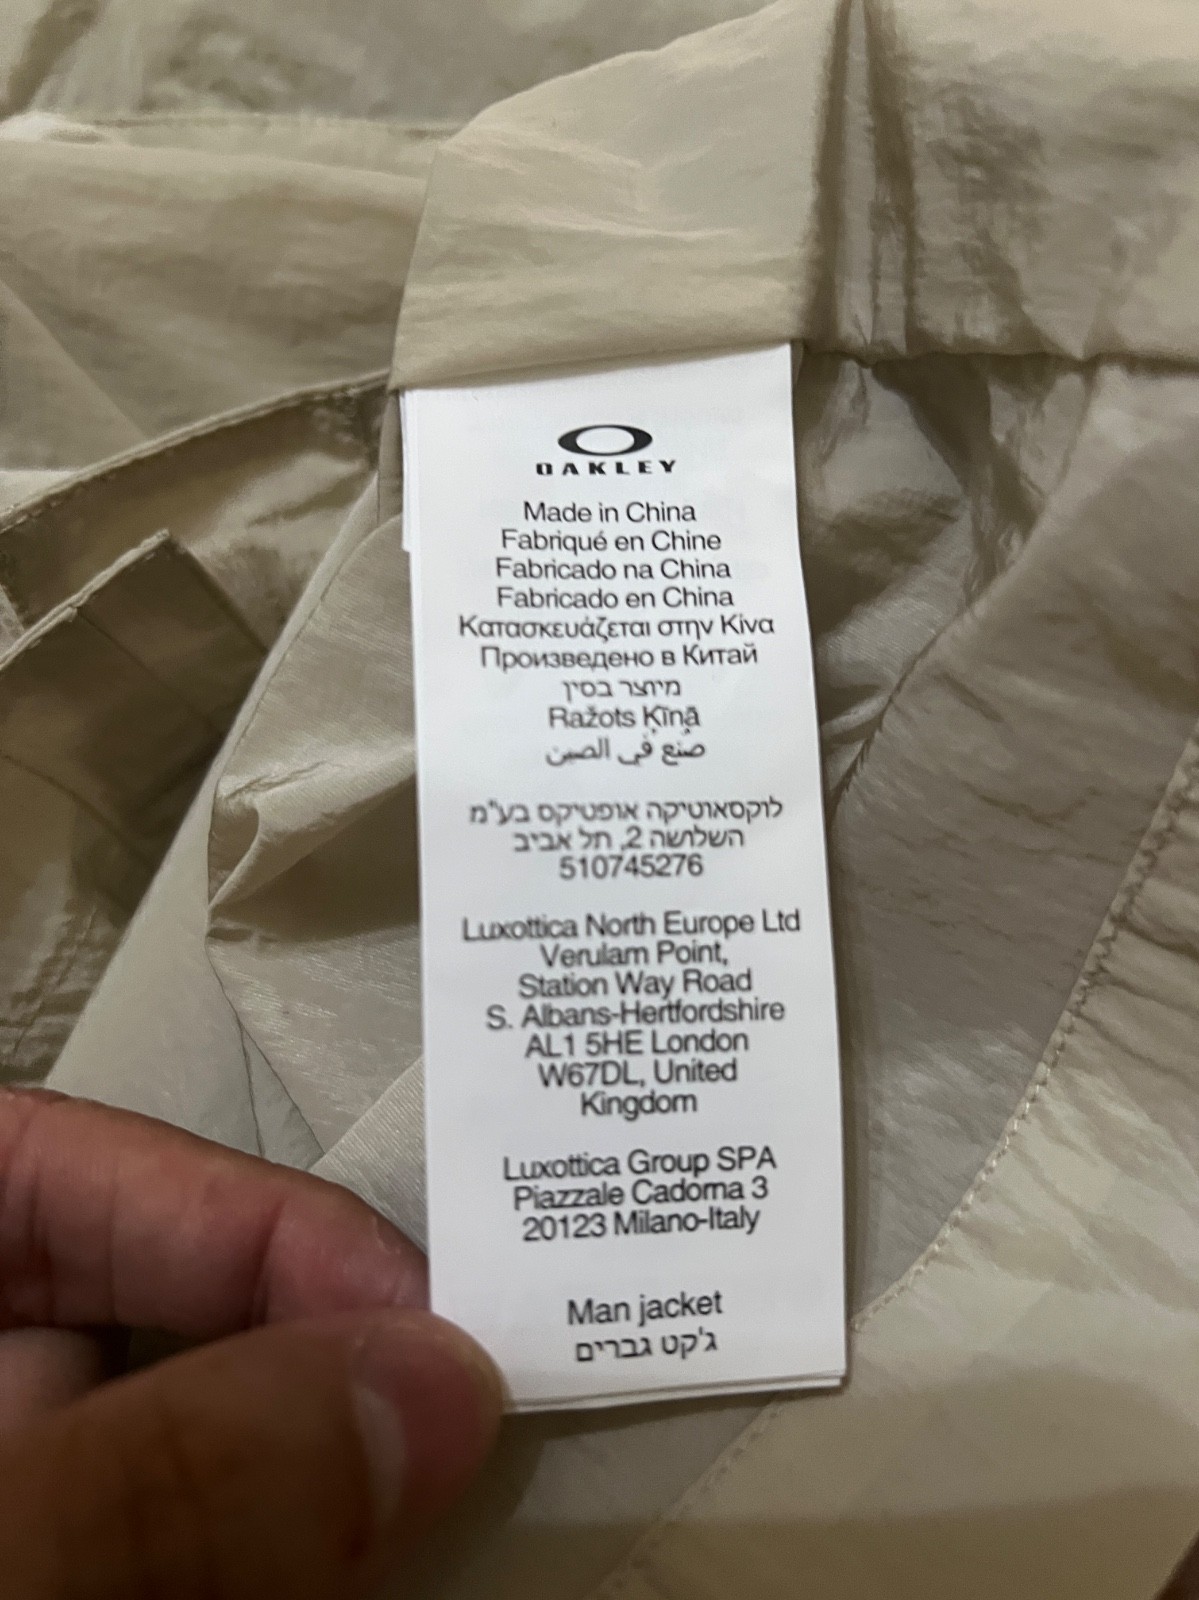 OAKLEY
Made in China
Fabriqué en Chine
Fabricado na China
Fabricado en China
Κατασκευάζεται στην Κίνα
Произведено в Китай
מיוצר בסין
Ražots Ķīnā
صُنع في الصين
לוקסאוטיקה אופטיקס בע"מ
השלושה 2, תל אביב
510745276
Luxottica North Europe Ltd
Verulam Point,
Station Way Road
S. Albans-Hertfordshire
AL1 5HE London
W67DL, United
Kingdom
Luxottica Group SPA
Piazzale Cadorna 3
20123 Milano-Italy
Man jacket
ג'קט גברים